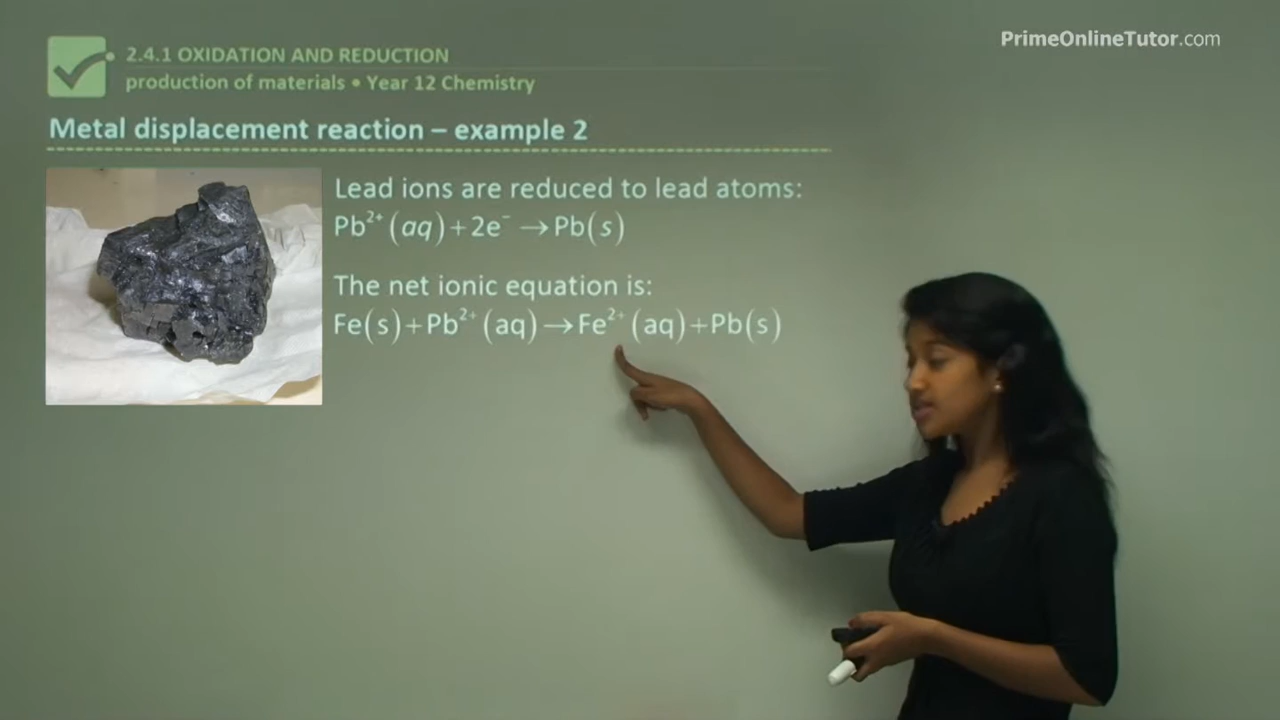 PrimeOnlineTutor.com
2.4.1 OXIDATION AND REDUCTION
production of materials • Year 12 Chemistry
Metal displacement reaction – example 2
Lead ions are reduced to lead atoms:
Pb²⁺(aq)+2e⁻→Pb(s)
The net ionic equation is:
Fe(s)+Pb²⁺(aq)→Fe²⁺(aq)+Pb(s)